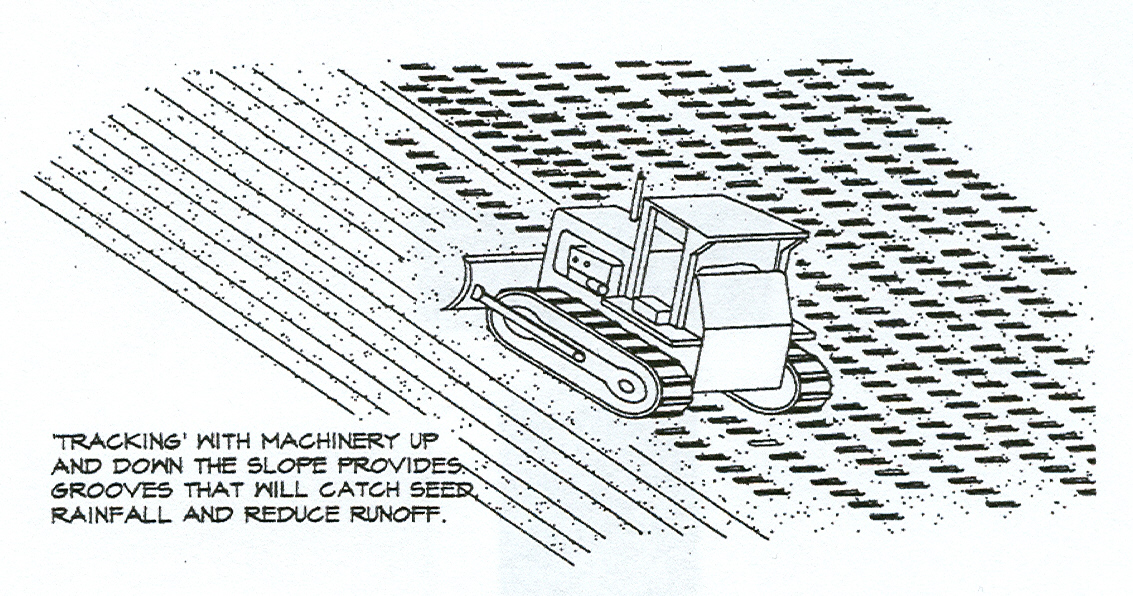 'TRACKING' WITH MACHINERY UP
AND DOWN THE SLOPE PROVIDES
GROOVES THAT WILL CATCH SEED,
RAINFALL AND REDUCE RUNOFF.